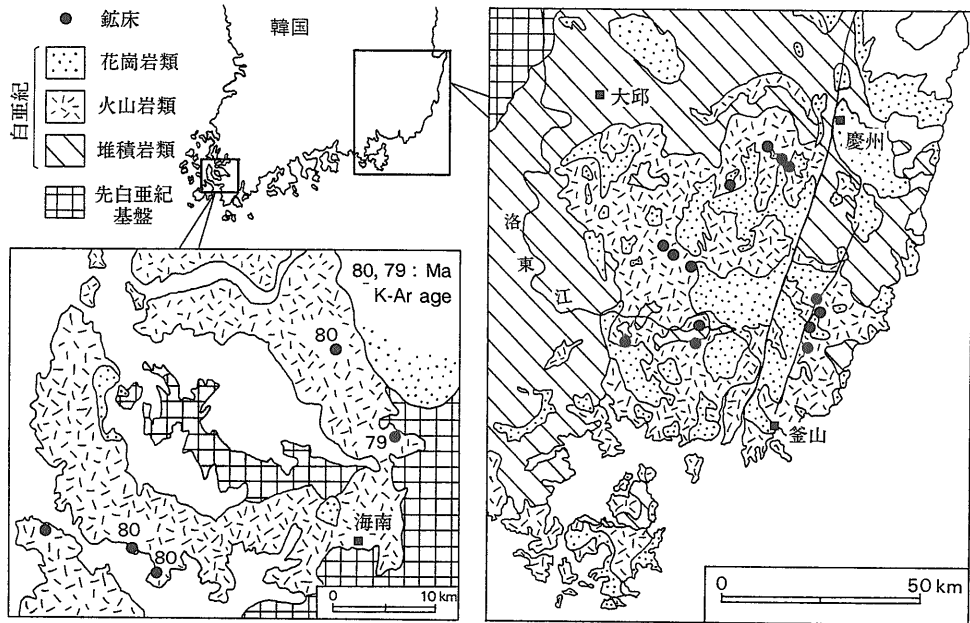 鉱床
韓国
白亜紀
花崗岩類
火山岩類
堆積岩類
先白亜紀
基盤
80, 79 : Ma
K-Ar age
80
79
80
80
海南
0 10 km
大邱
慶州
洛東江
釜山
0 50 km